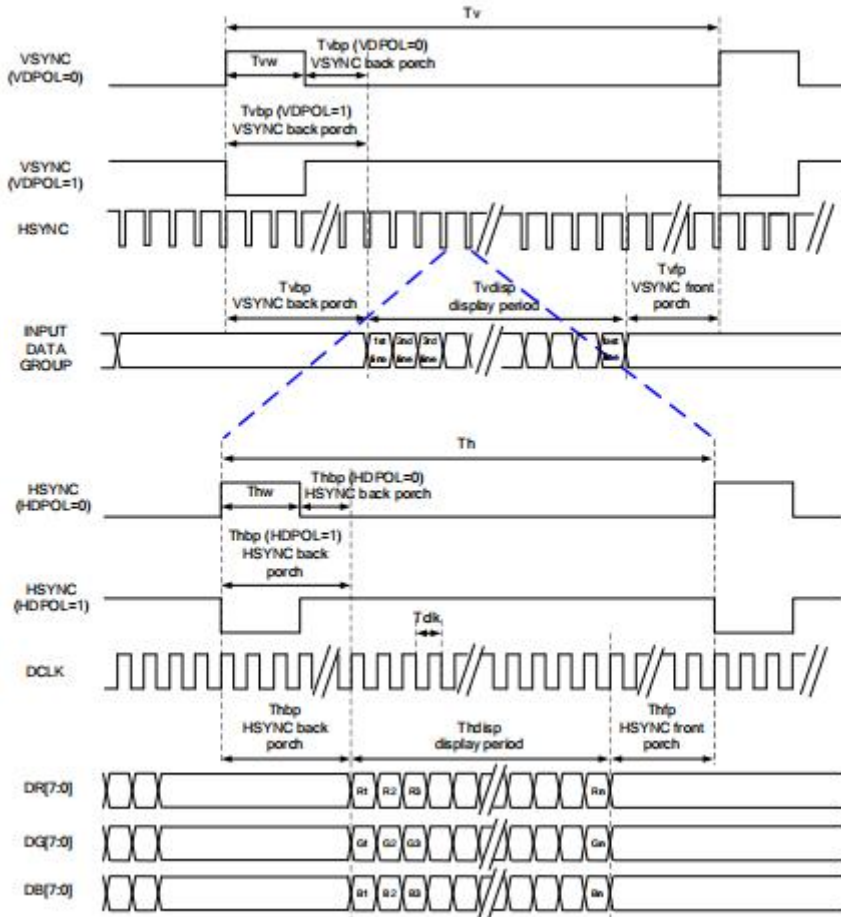 Tv
VSYNC
(VDPOL=0)
Tvw
Tvbp (VDPOL=0)
VSYNC back porch
Tvbp (VDPOL=1)
VSYNC back porch
VSYNC
(VDPOL=1)
HSYNC
Tvbp
VSYNC back porch
Tvdisp
display period
Tvfp
VSYNC front
porch
INPUT
DATA
GROUP
1st
line
2nd
line
3rd
line
last
line
Th
HSYNC
(HDPOL=0)
Thw
Thbp (HDPOL=0)
HSYNC back porch
Thbp (HDPOL=1)
HSYNC back
porch
HSYNC
(HDPOL=1)
Tclk
DCLK
Thbp
HSYNC back
porch
Thdisp
display period
Thfp
HSYNC front
porch
DR[7:0]
R1 R2 R3 Rn
DG[7:0]
G1 G2 G3 Gn
DB[7:0]
B1 B2 B3 Bn